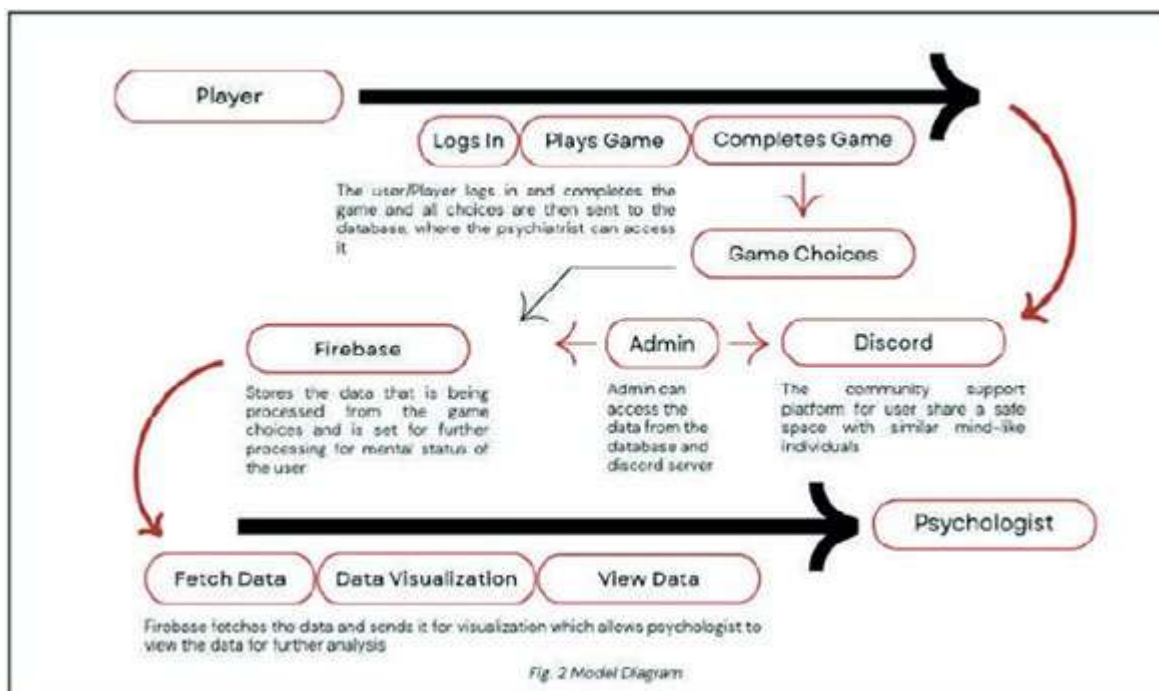 Player
Logs In
Plays Game
Completes Game
The user/Player logs in and completes the
game and all choices are then sent to the
database, where the psychiatrist can access
it
Game Choices
Firebase
Admin
Discord
Stores the data that is being
processed from the game
choices and is set for further
processing for mental status of
the user
Admin can
access the
data from the
database and
discord server
The community support
platform for user share a safe
space with similar mind-like
individuals
Psychologist
Fetch Data
Data Visualization
View Data
Firebase fetches the data and sends it for visualization which allows psychologist to
view the data for further analysis
Fig. 2 Model Diagram